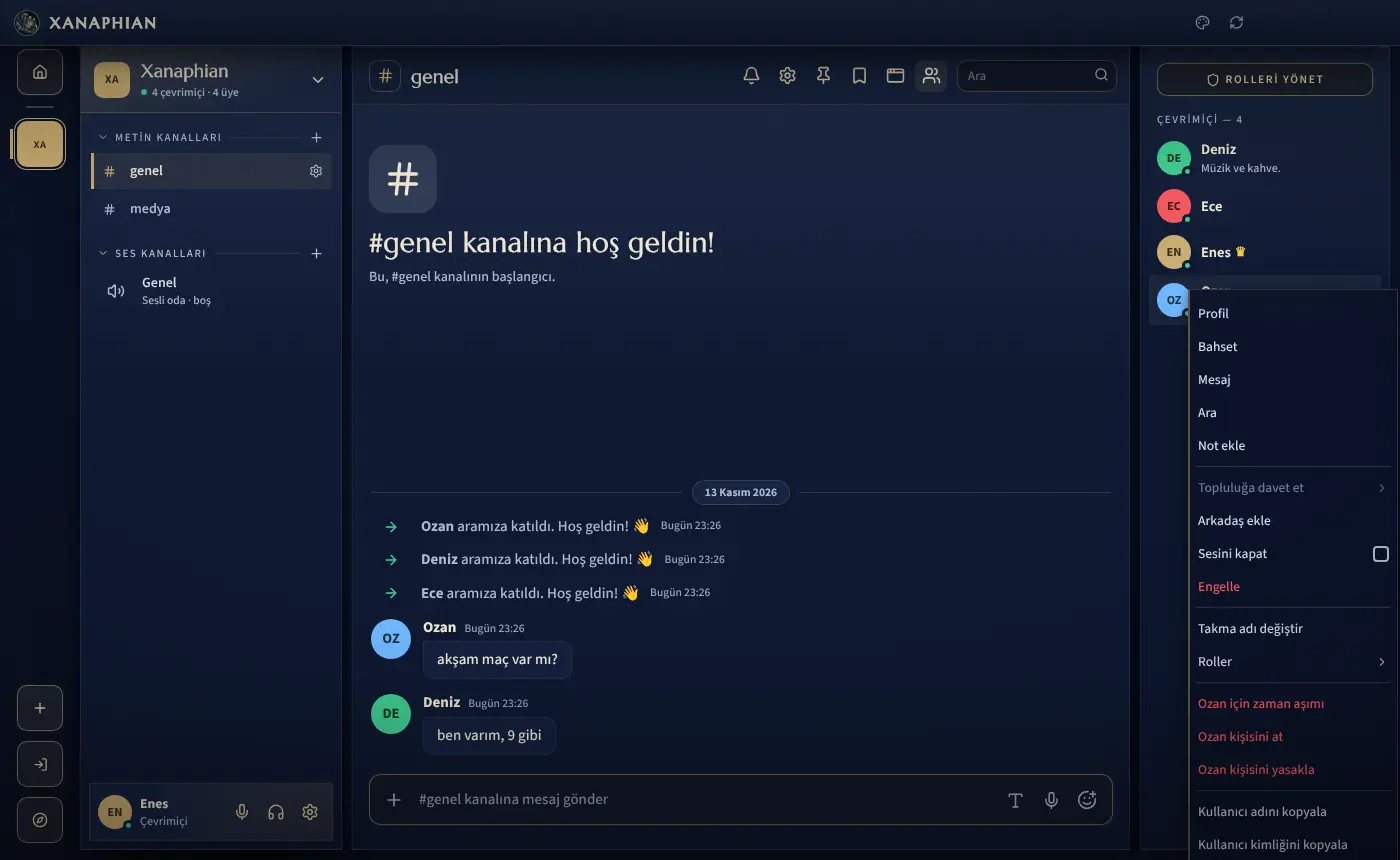 XANAPHIAN
XA
XA
Xanaphian
4 çevrimiçi · 4 üye
METİN KANALLARI
# genel
# medya
SES KANALLARI
Genel
Sesli oda · boş
EN
Enes
Çevrimiçi
# genel
Ara
#
#genel kanalına hoş geldin!
Bu, #genel kanalının başlangıcı.
13 Kasım 2026
Ozan aramıza katıldı. Hoş geldin! 👋 Bugün 23:26
Deniz aramıza katıldı. Hoş geldin! 👋 Bugün 23:26
Ece aramıza katıldı. Hoş geldin! 👋 Bugün 23:26
OZ
Ozan Bugün 23:26
akşam maç var mı?
DE
Deniz Bugün 23:26
ben varım, 9 gibi
#genel kanalına mesaj gönder
ROLLERİ YÖNET
ÇEVRİMİÇİ — 4
DE
Deniz
Müzik ve kahve.
EC
Ece
EN
Enes
OZ
Profil
Bahset
Mesaj
Ara
Not ekle
Topluluğa davet et
Arkadaş ekle
Sesini kapat
Engelle
Takma adı değiştir
Roller
Ozan için zaman aşımı
Ozan kişisini at
Ozan kişisini yasakla
Kullanıcı adını kopyala
Kullanıcı kimliğini kopyala